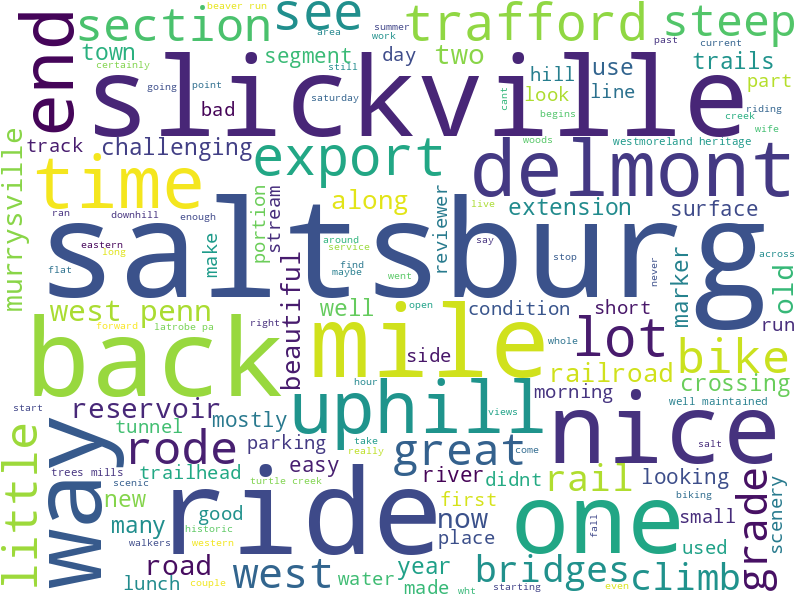 beaver run
summer
area
work
past
current
section
see
trafford
steep
end
certainly
town
segment
day
two
hill
use
trails
going
point
still
saturday
bad
look
line
part
cant
riding
creek
begins
wife
slickville
track
challenging
export
woods
westmoreland heritage
delmont
time
murrysville
ran
downhill
enough
portion
stream
along
reviewer
live
extension
surface
eastern
long
flat
make
around
service
find
maybe
went
say
stop
never
across
saltsburg
marker
old
west penn
beautiful
well
open
condition
short
run
forward
latrobe pa
right
back
mile
side
whole
lot
bike
railroad
crossing
hour
start
reservoir
mostly
uphill
views
morning
well maintained
tunnel
rode
parking
take
really
great
come
nice
salt
little
way
trees mills
scenic
trailhead
easy
turtle creek
river
didnt
rail
looking
biking
new
many
good
historic
walkers
western
ride
first
now
place
one
fall
small
grade
scenery
road
lunch
couple
west
water
year
made
wht
bridges
starting
climb
even
used